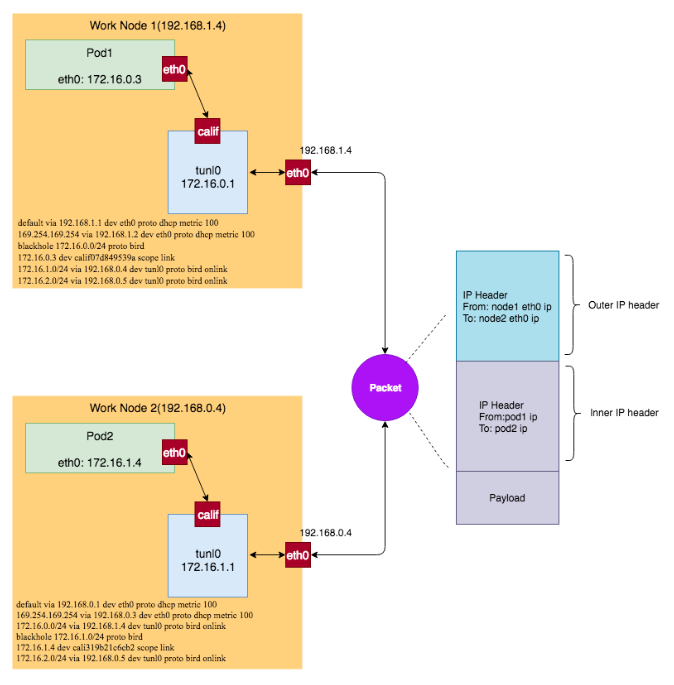 Work Node 1(192.168.1.4)
Pod1
eth0: 172.16.0.3
eth0
calif
tunl0
172.16.0.1
192.168.1.4
eth0
default via 192.168.1.1 dev eth0 proto dhcp metric 100
169.254.169.254 via 192.168.1.2 dev eth0 proto dhcp metric 100
blackhole 172.16.0.0/24 proto bird
172.16.0.3 dev calif07d849539a scope link
172.16.1.0/24 via 192.168.0.4 dev tunl0 proto bird onlink
172.16.2.0/24 via 192.168.0.5 dev tunl0 proto bird onlink
IP Header
From: node1 eth0 ip
To: node2 eth0 ip
Outer IP header
Packet
IP Header
From:pod1 ip
To: pod2 ip
Inner IP header
Payload
Work Node 2(192.168.0.4)
Pod2
eth0: 172.16.1.4
eth0
calif
tunl0
172.16.1.1
192.168.0.4
eth0
default via 192.168.0.1 dev eth0 proto dhcp metric 100
169.254.169.254 via 192.168.0.3 dev eth0 proto dhcp metric 100
172.16.0.0/24 via 192.168.1.4 dev tunl0 proto bird onlink
blackhole 172.16.1.0/24 proto bird
172.16.1.4 dev cali319b21c6cb2 scope link
172.16.2.0/24 via 192.168.0.5 dev tunl0 proto bird onlink